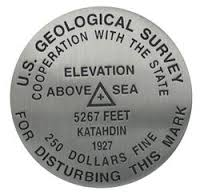 U.S. GEOLOGICAL SURVEY
COOPERATION WITH THE STATE
ELEVATION
ABOVE SEA
5267 FEET
KATAHDIN
1927
250 DOLLARS FINE
FOR DISTURBING THIS MARK